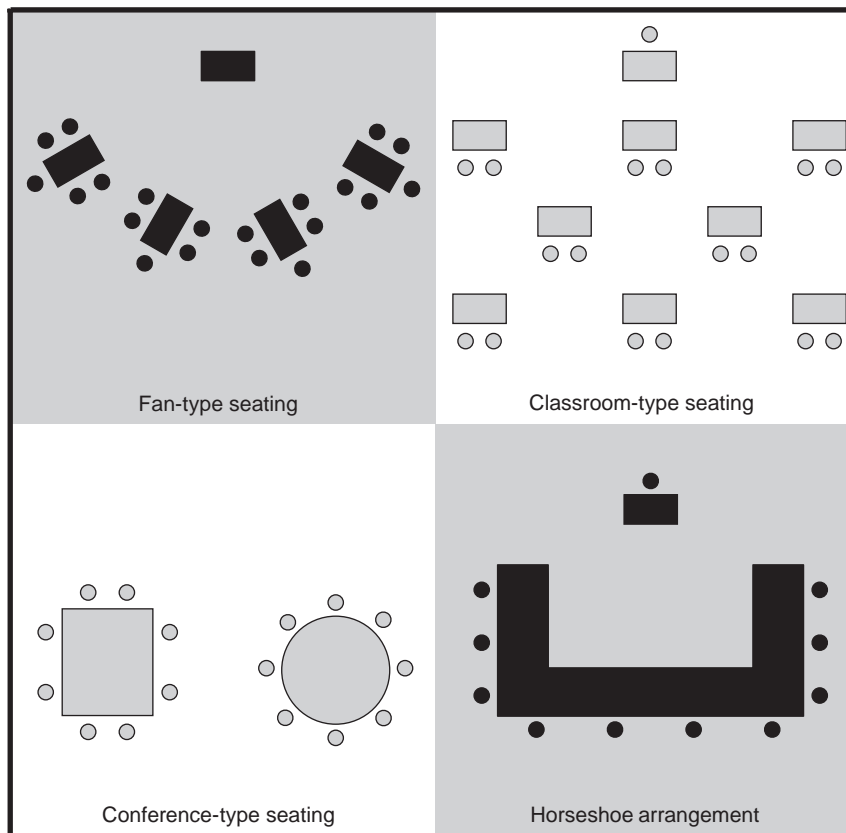 Fan-type seating
Classroom-type seating
Conference-type seating
Horseshoe arrangement